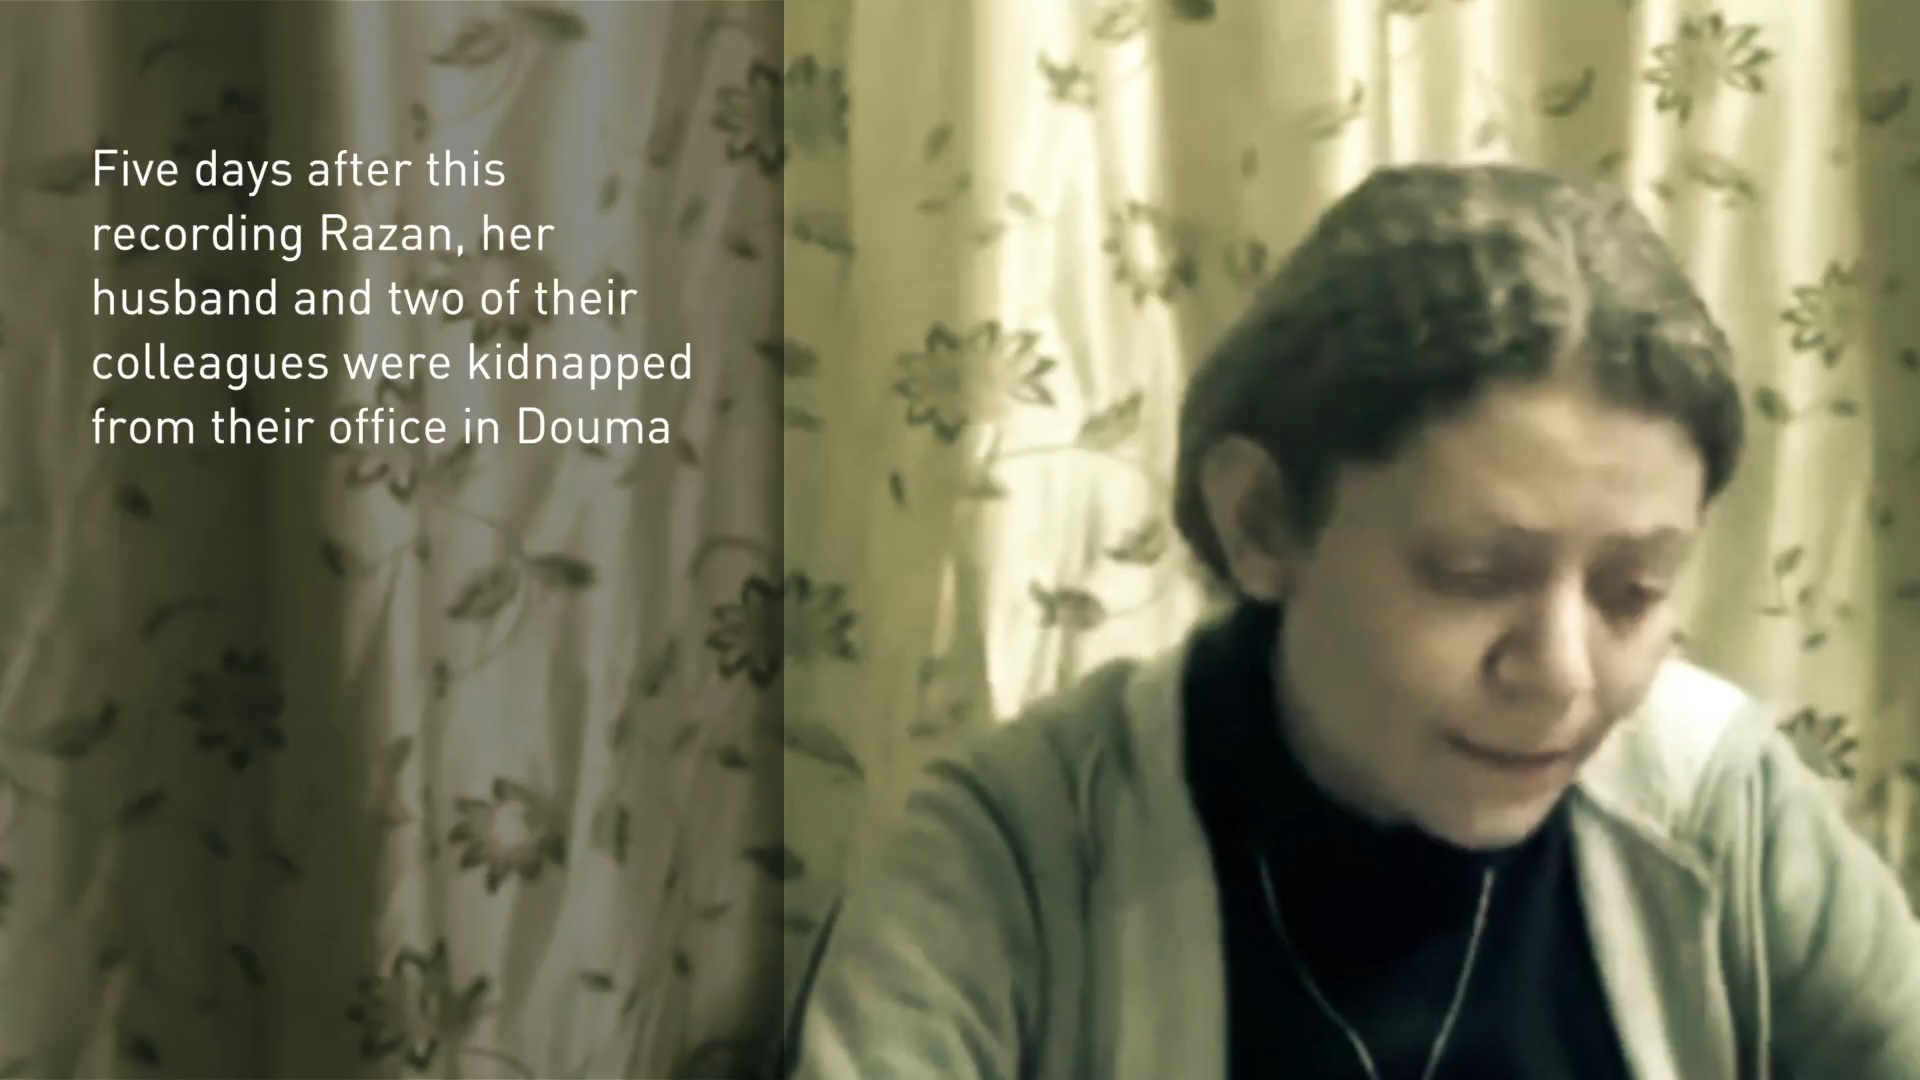 Five days after this
recording Razan, her
husband and two of their
colleagues were kidnapped
from their office in Douma